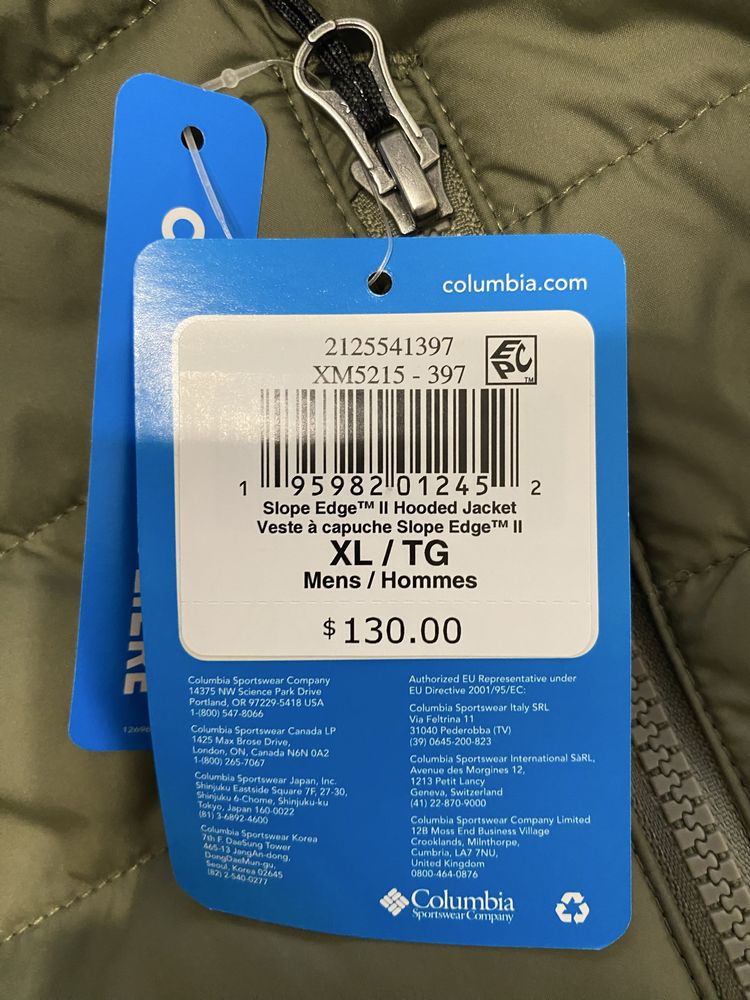 columbia.com
2125541397
XM5215 - 397
EPC
TM
1 95982 01245 2
Slope Edge™ II Hooded Jacket
Veste à capuche Slope Edge™ II
XL / TG
Mens / Hommes
$130.00
Columbia Sportswear Company
14375 NW Science Park Drive
Portland, OR 97229-5418 USA
1-(800) 547-8066
Columbia Sportswear Canada LP
1425 Max Brose Drive,
London, ON, Canada N6N 0A2
1-(800) 265-7067
Columbia Sportswear Japan, Inc.
Shinjuku Eastside Square 7F, 27-30,
Shinjuku 6-Chome, Shinjuku-ku
Tokyo, Japan 160-0022
(81) 3-6892-4600
Columbia Sportswear Korea
7th F. DaeSung Tower
465-13 JangAn-dong,
DongDaeMun-gu,
Seoul, Korea 02645
(82) 2-540-0277
Authorized EU Representative under
EU Directive 2001/95/EC:
Columbia Sportswear Italy SRL
Via Feltrina 11
31040 Pederobba (TV)
(39) 0645-200-823
Columbia Sportswear International SàRL,
Avenue des Morgines 12,
1213 Petit Lancy
Geneva, Switzerland
(41) 22-870-9000
Columbia Sportswear Company Limited
12B Moss End Business Village
Crooklands, Milnthorpe,
Cumbria, LA7 7NU,
United Kingdom
0800-464-0876
Columbia
Sportswear Company